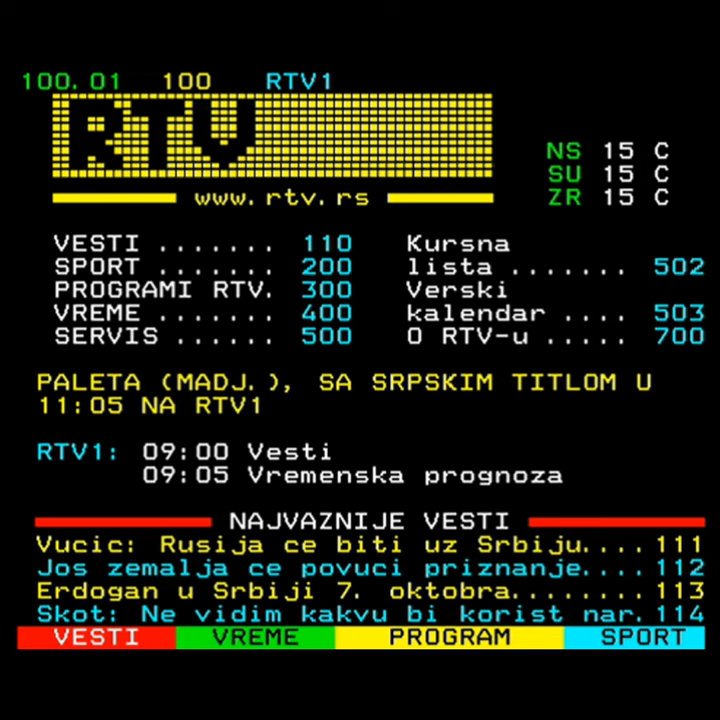 100.01 100 RTV1
RTV
NS 15 C
SU 15 C
ZR 15 C
www.rtv.rs
VESTI ....... 110
SPORT ....... 200
PROGRAMI RTV. 300
VREME ....... 400
SERVIS ...... 500
Kursna
lista ....... 502
Verski
kalendar .... 503
O RTV-u ..... 700
PALETA (MADJ.), SA SRPSKIM TITLOM U
11:05 NA RTV1
RTV1: 09:00 Vesti
09:05 Vremenska prognoza
NAJVAZNIJE VESTI
Vucic: Rusija ce biti uz Srbiju....111
Jos zemalja ce povuci priznanje....112
Erdogan u Srbiji 7. oktobra........113
Skot: Ne vidim kakvu bi korist nar.114
VESTI VREME PROGRAM SPORT